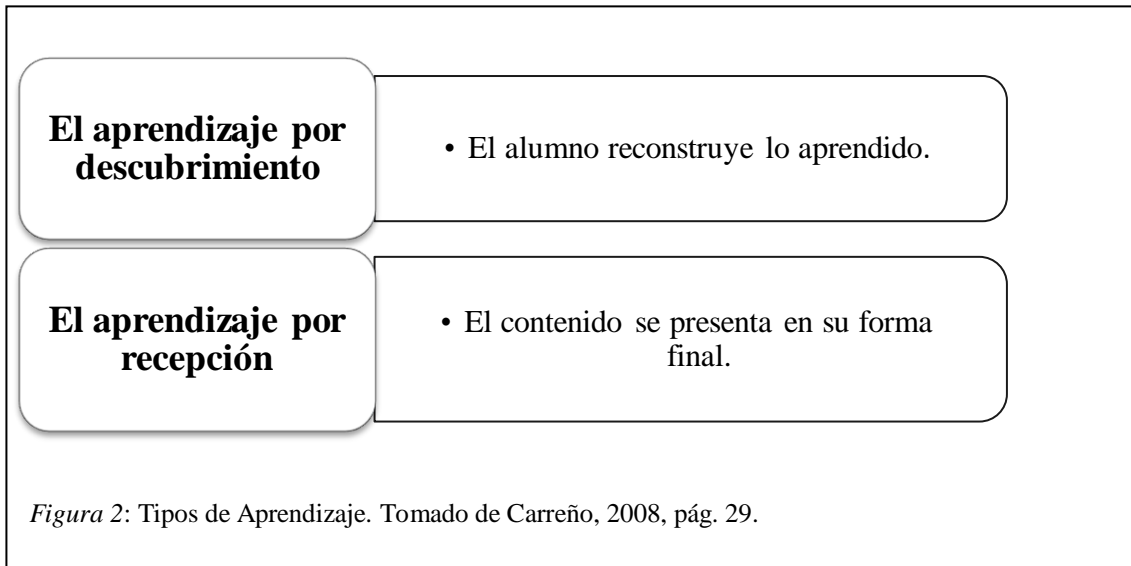 El aprendizaje por
descubrimiento
• El alumno reconstruye lo aprendido.
El aprendizaje por
recepción
• El contenido se presenta en su forma
final.
Figura 2: Tipos de Aprendizaje. Tomado de Carreño, 2008, pág. 29.